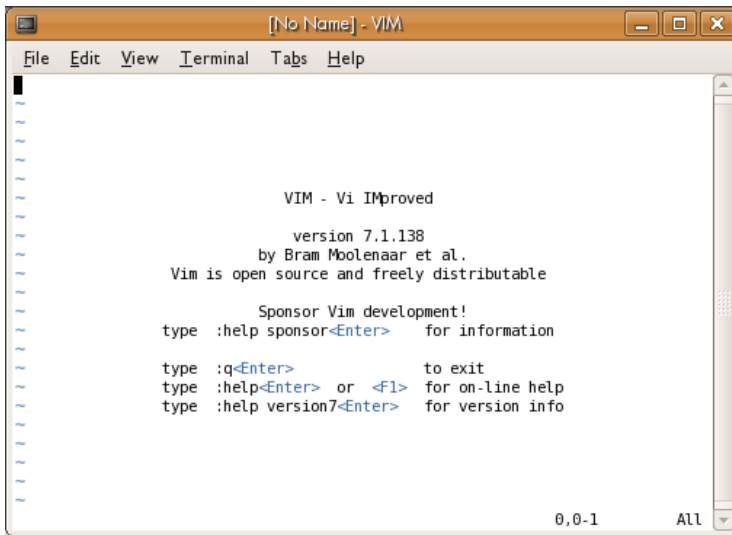 [No Name] - VIM
File Edit View Terminal Tabs Help
~
~
~
~
~
~ VIM - Vi IMproved
~
~ version 7.1.138
~ by Bram Moolenaar et al.
~ Vim is open source and freely distributable
~
~ Sponsor Vim development!
~ type :help sponsor<Enter> for information
~
~ type :q<Enter> to exit
~ type :help<Enter> or <F1> for on-line help
~ type :help version7<Enter> for version info
~
~
~
~
~
0,0-1 All